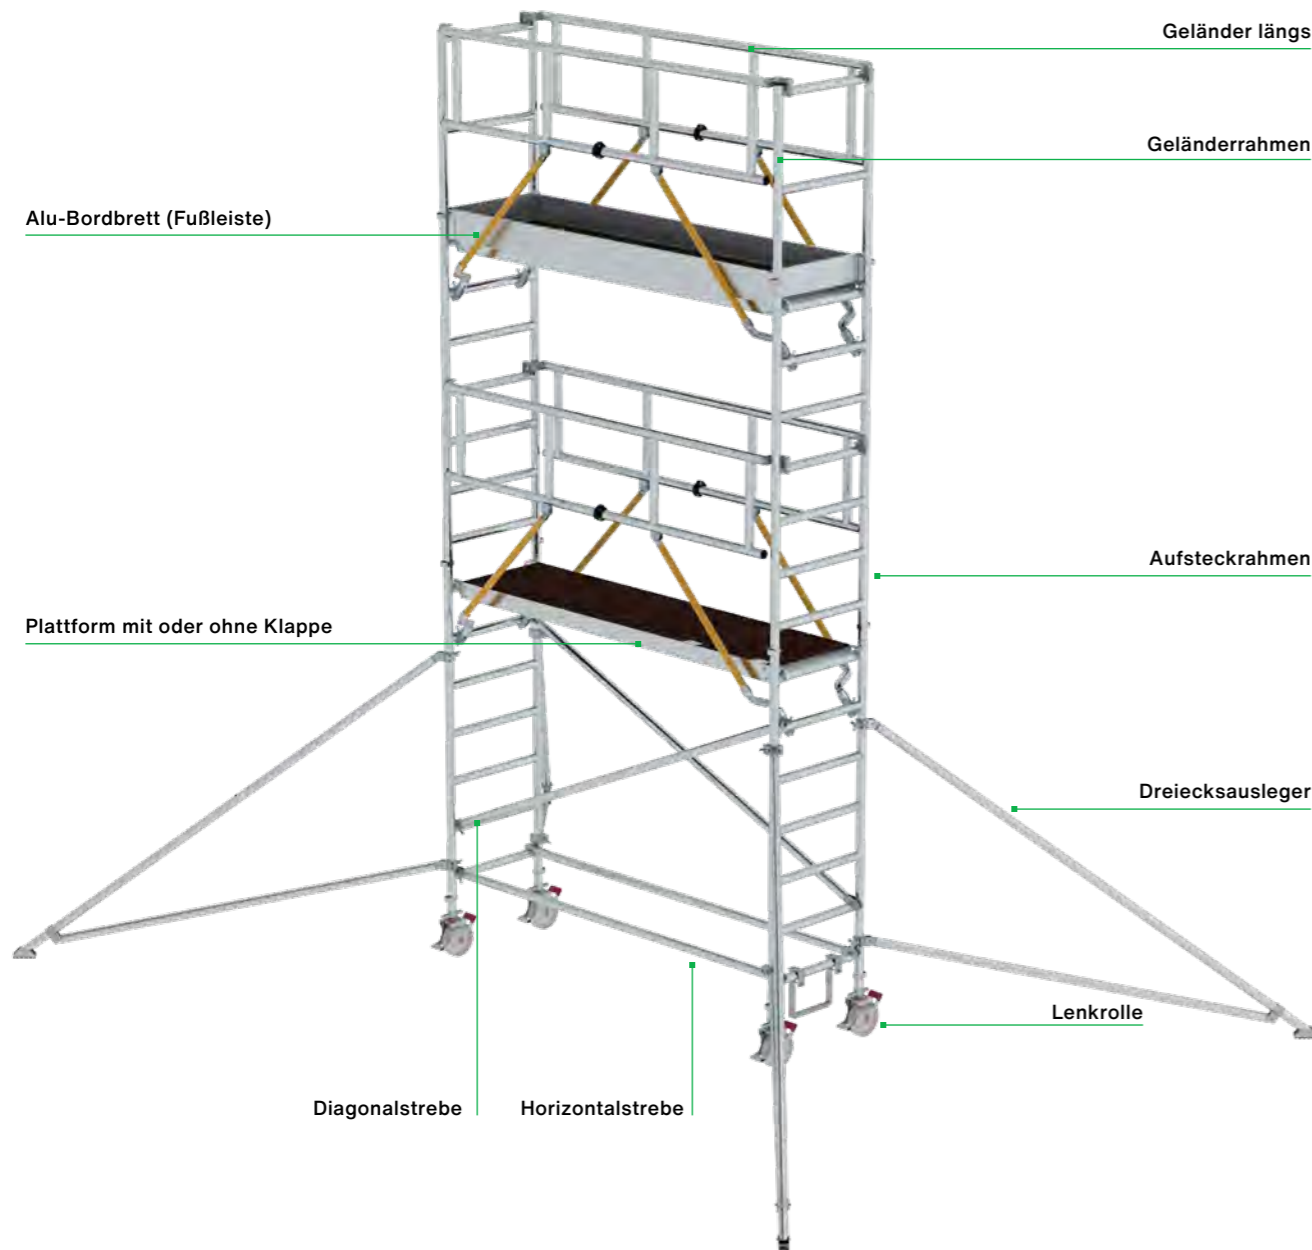 Geländer längs
Geländerrahmen
Alu-Bordbrett (Fußleiste)
Aufsteckrahmen
Plattform mit oder ohne Klappe
Dreiecksausleger
Lenkrolle
Diagonalstrebe
Horizontalstrebe